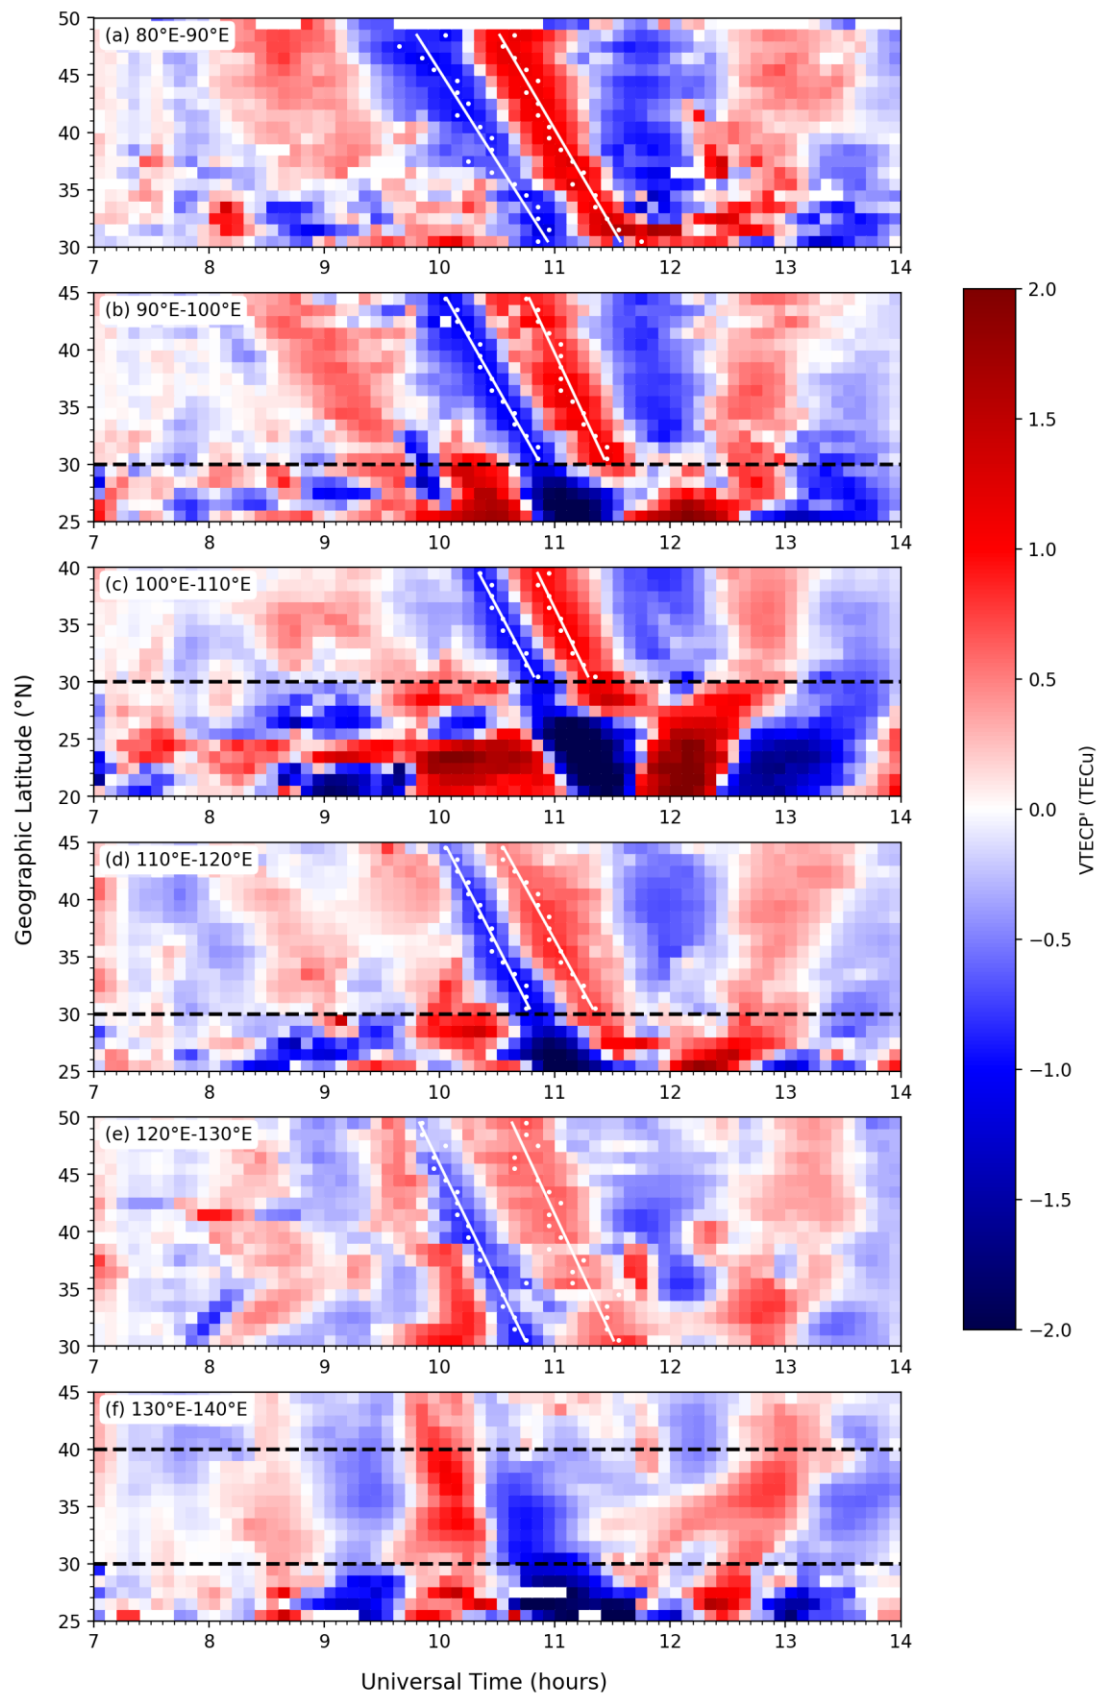 50
(a) 80°E-90°E
45
40
35
30
7 8 9 10 11 12 13 14
45
(b) 90°E-100°E
40
35
30
25
7 8 9 10 11 12 13 14
40
(c) 100°E-110°E
35
30
25
20
7 8 9 10 11 12 13 14
45
(d) 110°E-120°E
40
35
30
25
7 8 9 10 11 12 13 14
50
(e) 120°E-130°E
45
40
35
30
7 8 9 10 11 12 13 14
45
(f) 130°E-140°E
40
35
30
25
7 8 9 10 11 12 13 14
Universal Time (hours)
Geographic Latitude (°N)
2.0
1.5
1.0
0.5
0.0
−0.5
−1.0
−1.5
−2.0
VTECP' (TECu)